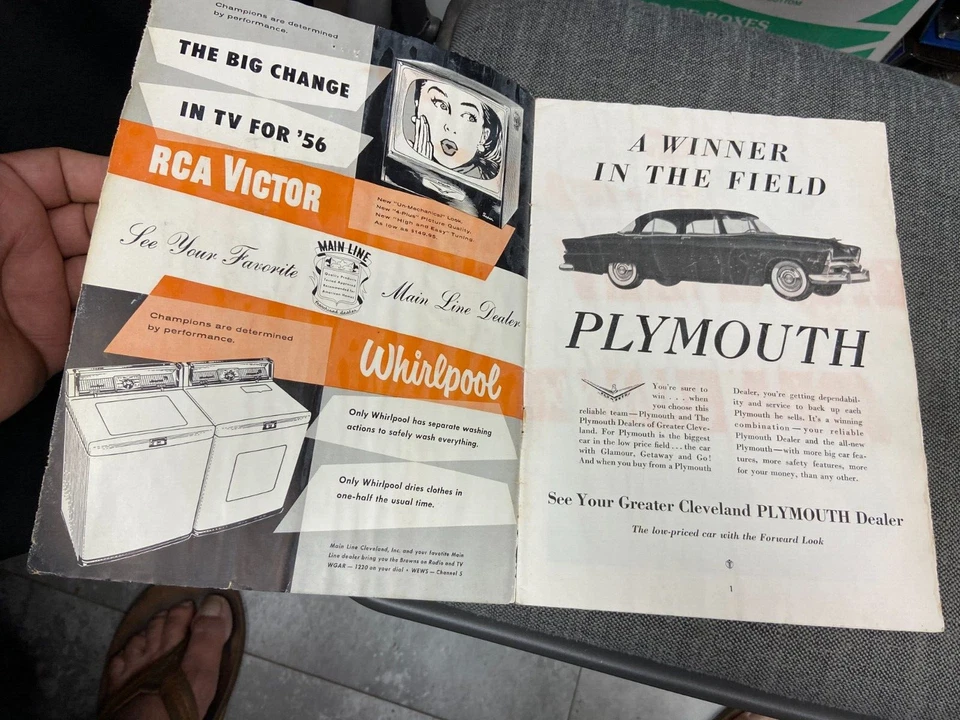 Champions are determined
by performance.
THE BIG CHANGE
IN TV FOR '56
RCA VICTOR
New "Un-Mechanical" Look.
New "4-Plus" Picture Quality.
New "High and Easy" Tuning.
As low as $149.95.
See Your Favorite
MAIN LINE
Main Line Dealer
Champions are determined
by performance.
Whirlpool
Only Whirlpool has separate washing
actions to safely wash everything.
Only Whirlpool dries clothes in
one-half the usual time.
Main Line Cleveland, Inc. and your favorite Main
Line dealer bring you the Browns on Radio and TV
WGAR — 1220 on your dial • WEWS — Channel 5
A WINNER
IN THE FIELD
PLYMOUTH
You're sure to
win . . . when
you choose this
reliable team—Plymouth and The
Plymouth Dealers of Greater Cleve-
land. For Plymouth is the biggest
car in the low price field . . . the car
with Glamour, Getaway and Go!
And when you buy from a Plymouth
Dealer, you're getting dependabil-
ity and service to back up each
Plymouth he sells. It's a winning
combination—your reliable
Plymouth Dealer and the all-new
Plymouth—with more big car fea-
tures, more safety features, more
for your money, than any other.
See Your Greater Cleveland PLYMOUTH Dealer
The low-priced car with the Forward Look
1
BOXES
BOTTOM